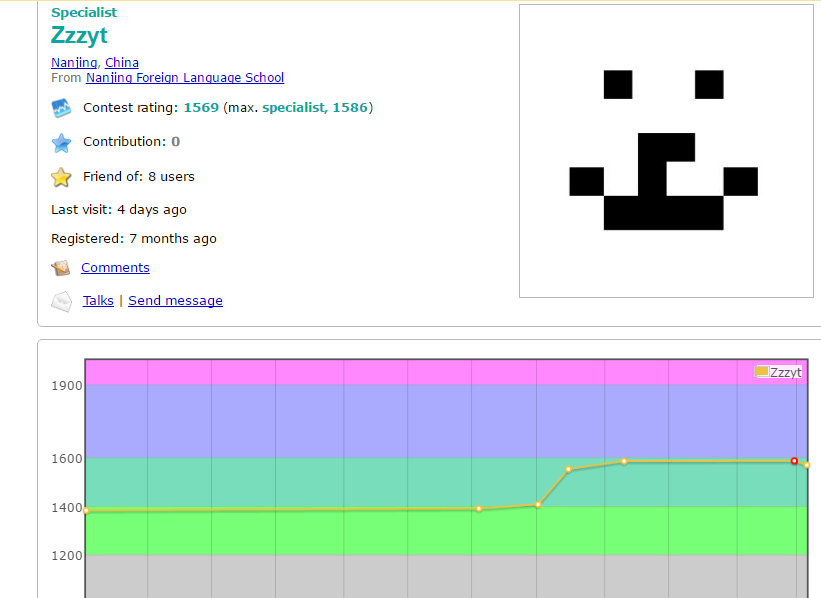 Specialist
Zzzyt
Nanjing, China
From Nanjing Foreign Language School
Contest rating: 1569 (max. specialist, 1586)
Contribution: 0
Friend of: 8 users
Last visit: 4 days ago
Registered: 7 months ago
Comments
Talks | Send message
Zzzyt
1900
1600
1400
1200